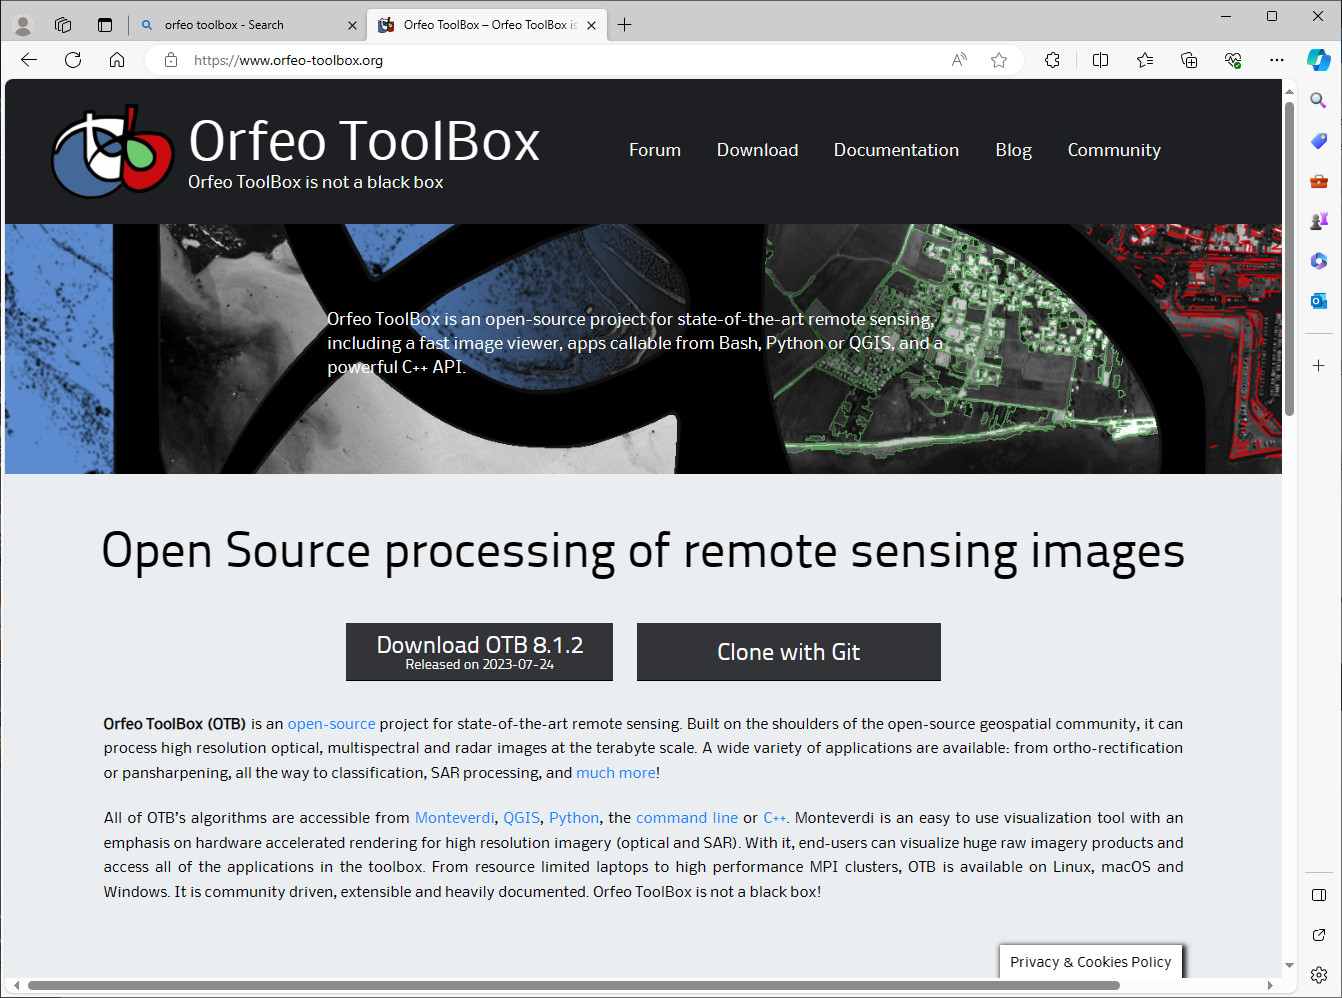 orfeo toolbox - Search
Orfeo ToolBox – Orfeo ToolBox is
https://www.orfeo-toolbox.org
Orfeo ToolBox
Orfeo ToolBox is not a black box
Forum
Download
Documentation
Blog
Community
Orfeo ToolBox is an open-source project for state-of-the-art remote sensing,
including a fast image viewer, apps callable from Bash, Python or QGIS, and a
powerful C++ API.
Open Source processing of remote sensing images
Download OTB 8.1.2
Released on 2023-07-24
Clone with Git
Orfeo ToolBox (OTB) is an open-source project for state-of-the-art remote sensing. Built on the shoulders of the open-source geospatial community, it can
process high resolution optical, multispectral and radar images at the terabyte scale. A wide variety of applications are available: from ortho-rectification
or pansharpening, all the way to classification, SAR processing, and much more!
All of OTB's algorithms are accessible from Monteverdi, QGIS, Python, the command line or C++. Monteverdi is an easy to use visualization tool with an
emphasis on hardware accelerated rendering for high resolution imagery (optical and SAR). With it, end-users can visualize huge raw imagery products and
access all of the applications in the toolbox. From resource limited laptops to high performance MPI clusters, OTB is available on Linux, macOS and
Windows. It is community driven, extensible and heavily documented. Orfeo ToolBox is not a black box!
Privacy & Cookies Policy